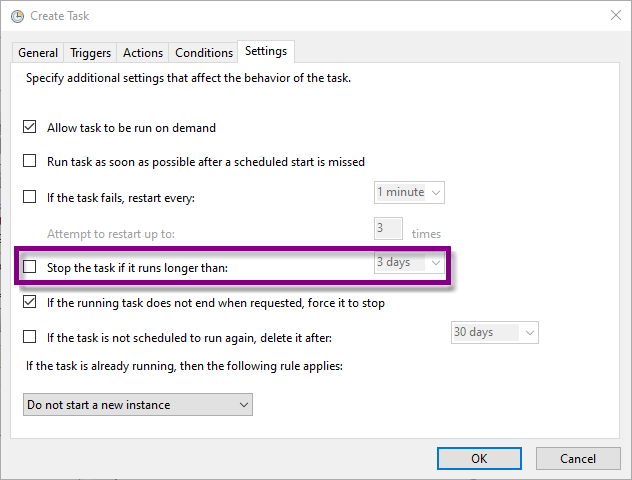 Create Task
General Triggers Actions Conditions Settings
Specify additional settings that affect the behavior of the task.
Allow task to be run on demand
Run task as soon as possible after a scheduled start is missed
If the task fails, restart every: 1 minute
Attempt to restart up to: 3 times
Stop the task if it runs longer than: 3 days
If the running task does not end when requested, force it to stop
If the task is not scheduled to run again, delete it after: 30 days
If the task is already running, then the following rule applies:
Do not start a new instance
OK Cancel